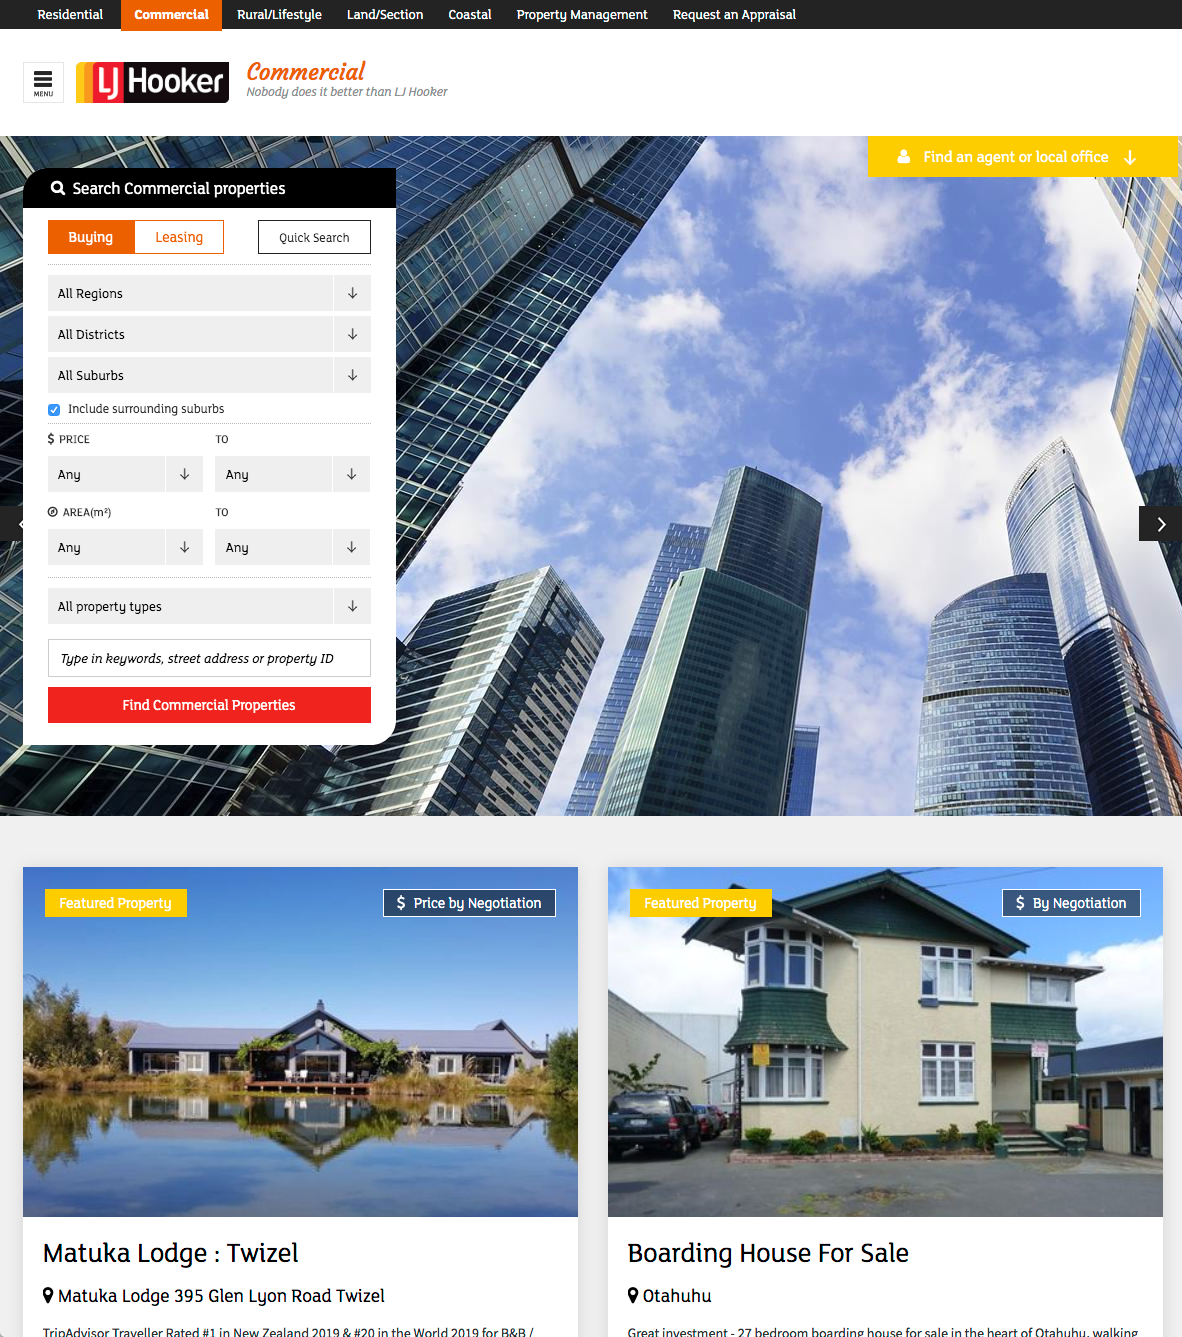 Residential Commercial Rural/Lifestyle Land/Section Coastal Property Management Request an Appraisal
MENU
LJ Hooker
Commercial
Nobody does it better than LJ Hooker
Find an agent or local office
Search Commercial properties
Buying Leasing Quick Search
All Regions
All Districts
All Suburbs
Include surrounding suburbs
$ PRICE TO
Any Any
AREA(m²) TO
Any Any
All property types
Type in keywords, street address or property ID
Find Commercial Properties
Featured Property $ Price by Negotiation
Matuka Lodge : Twizel
Matuka Lodge 395 Glen Lyon Road Twizel
TripAdvisor Traveller Rated #1 in New Zealand 2019 & #20 in the World 2019 for B&B /
Featured Property $ By Negotiation
Boarding House For Sale
Otahuhu
Great investment - 27 bedroom boarding house for sale in the heart of Otahuhu, walking